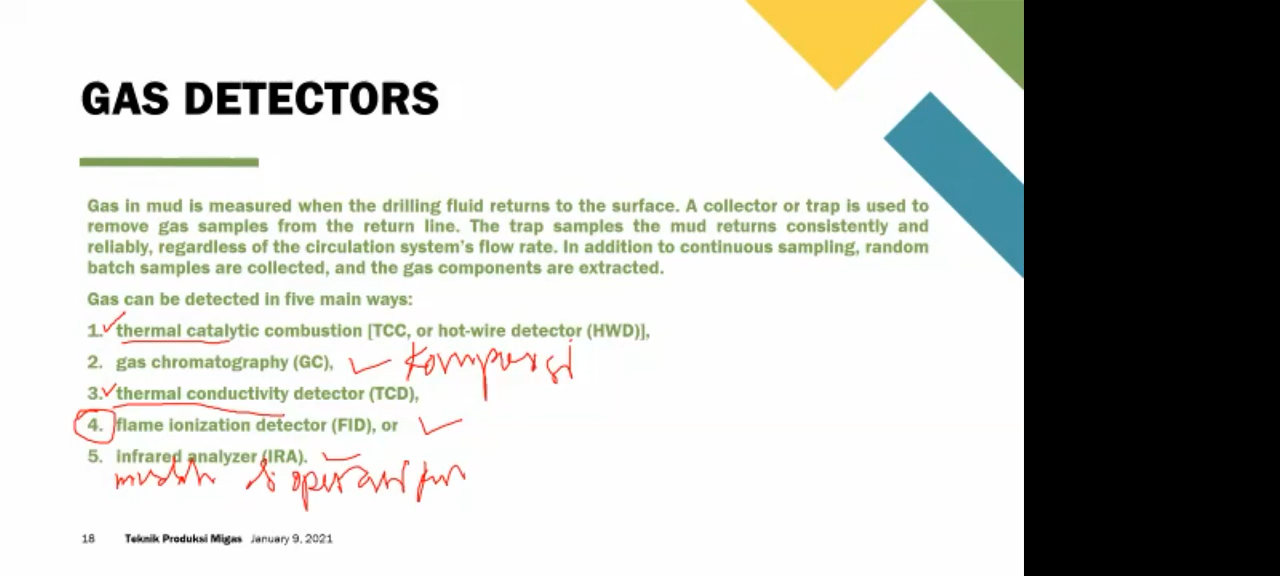 GAS DETECTORS
Gas in mud is measured when the drilling fluid returns to the surface. A collector or trap is used to
remove gas samples from the return line. The trap samples the mud returns consistently and
reliably, regardless of the circulation system's flow rate. In addition to continuous sampling, random
batch samples are collected, and the gas components are extracted.
Gas can be detected in five main ways:
1. thermal catalytic combustion [TCC, or hot-wire detector (HWD)],
2. gas chromatography (GC),
3. thermal conductivity detector (TCD),
4. flame ionization detector (FID), or
5. infrared analyzer (IRA).
18 Teknik Produksi Migas January 9, 2021